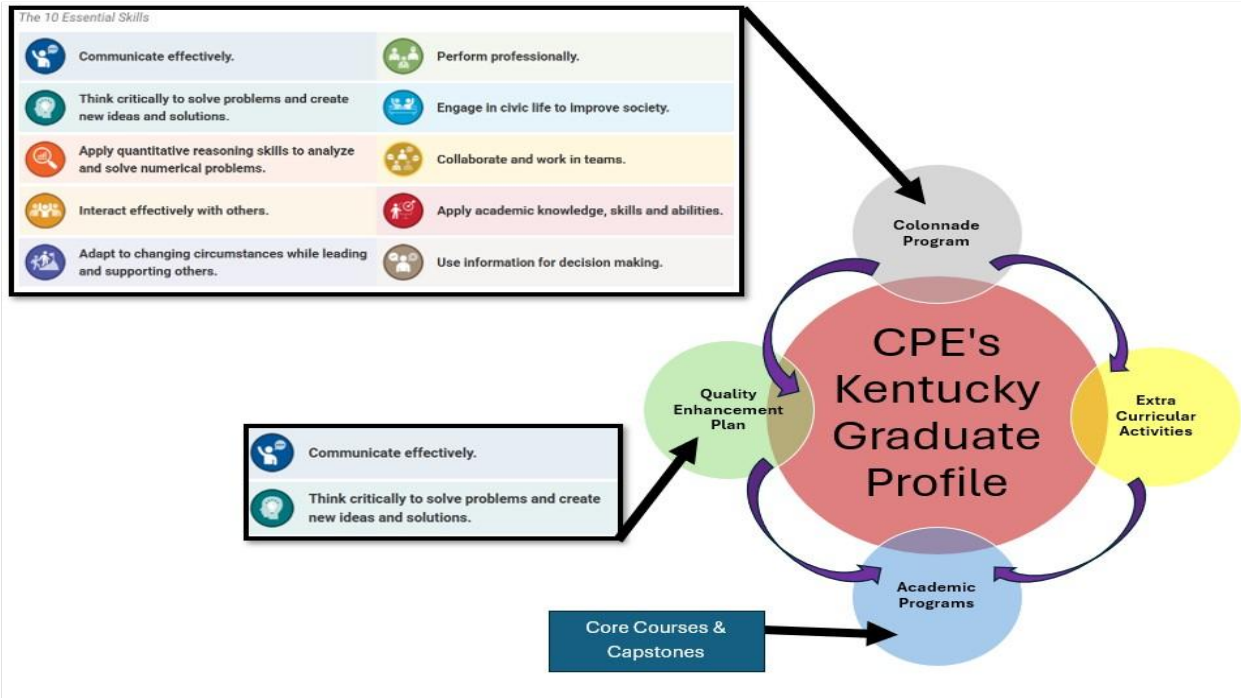 The 10 Essential Skills
Communicate effectively.
Perform professionally.
Think critically to solve problems and create
new ideas and solutions.
Engage in civic life to improve society.
Apply quantitative reasoning skills to analyze
and solve numerical problems.
Collaborate and work in teams.
Interact effectively with others.
Apply academic knowledge, skills and abilities.
Adapt to changing circumstances while leading
and supporting others.
Use information for decision making.
Colonnade
Program
CPE's
Kentucky
Graduate
Profile
Quality
Enhancement
Plan
Extra
Curricular
Activities
Communicate effectively.
Think critically to solve problems and create
new ideas and solutions.
Academic
Programs
Core Courses &
Capstones